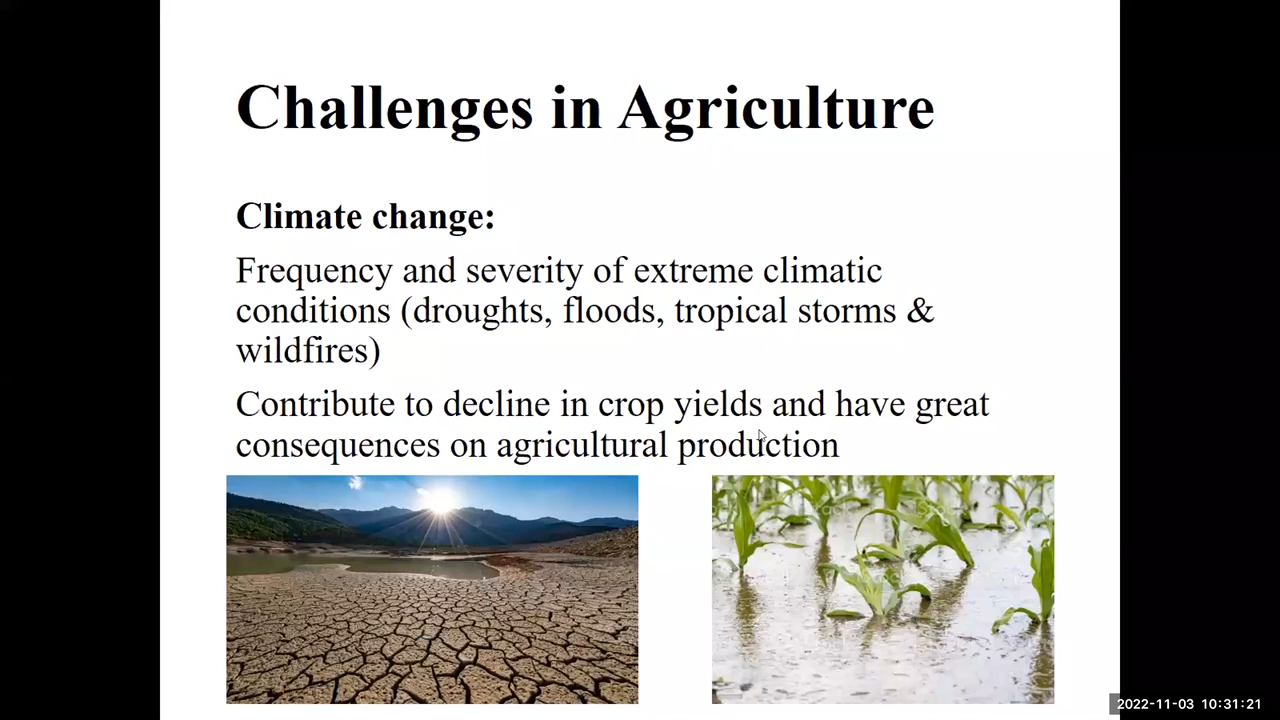 Challenges in Agriculture
Climate change:
Frequency and severity of extreme climatic
conditions (droughts, floods, tropical storms &
wildfires)
Contribute to decline in crop yields and have great
consequences on agricultural production
2022-11-03 10:31:21